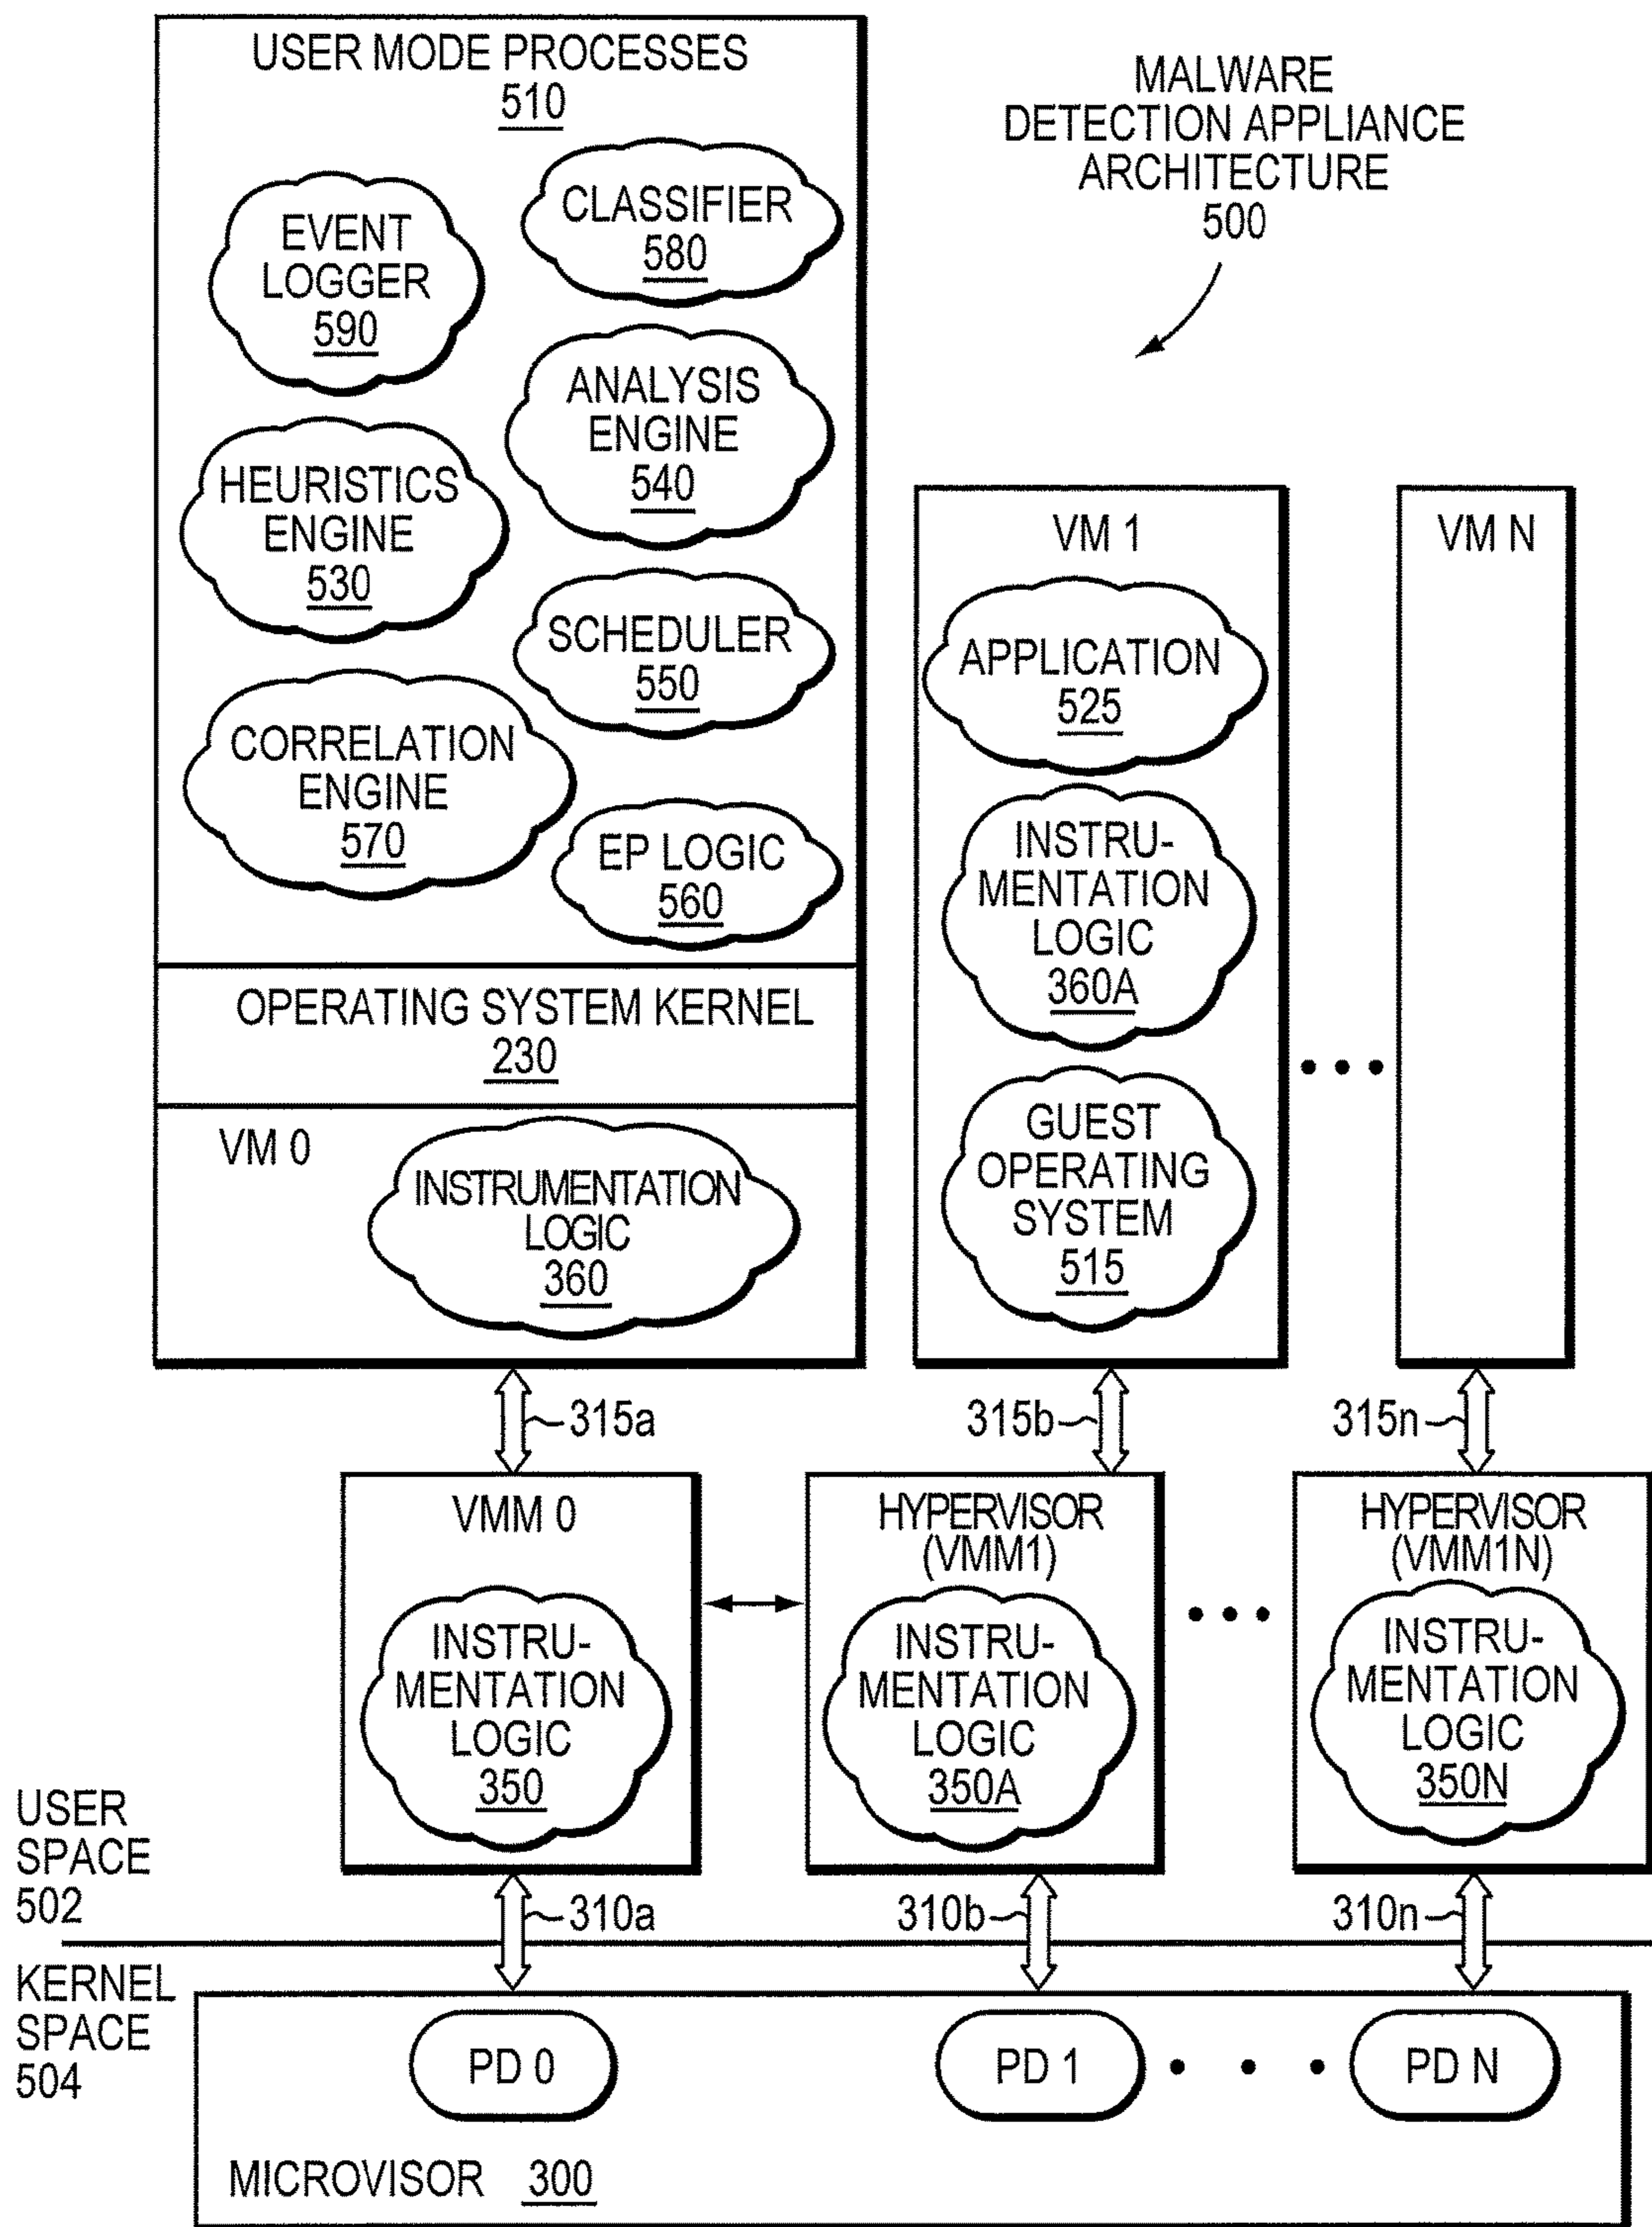 USER MODE PROCESSES
510
MALWARE
DETECTION APPLIANCE
ARCHITECTURE
500
EVENT
LOGGER
590
CLASSIFIER
580
ANALYSIS
ENGINE
540
HEURISTICS
ENGINE
530
SCHEDULER
550
CORRELATION
ENGINE
570
EP LOGIC
560
OPERATING SYSTEM KERNEL
230
VM 0
INSTRUMENTATION
LOGIC
360
VM 1
APPLICATION
525
INSTRU-
MENTATION
LOGIC
360A
GUEST
OPERATING
SYSTEM
515
VM N
315a
315b
315n
VMM 0
INSTRU-
MENTATION
LOGIC
350
HYPERVISOR
(VMM1)
INSTRU-
MENTATION
LOGIC
350A
HYPERVISOR
(VMM1N)
INSTRU-
MENTATION
LOGIC
350N
USER
SPACE
502
310a
310b
310n
KERNEL
SPACE
504
PD 0
PD 1
PD N
MICROVISOR 300